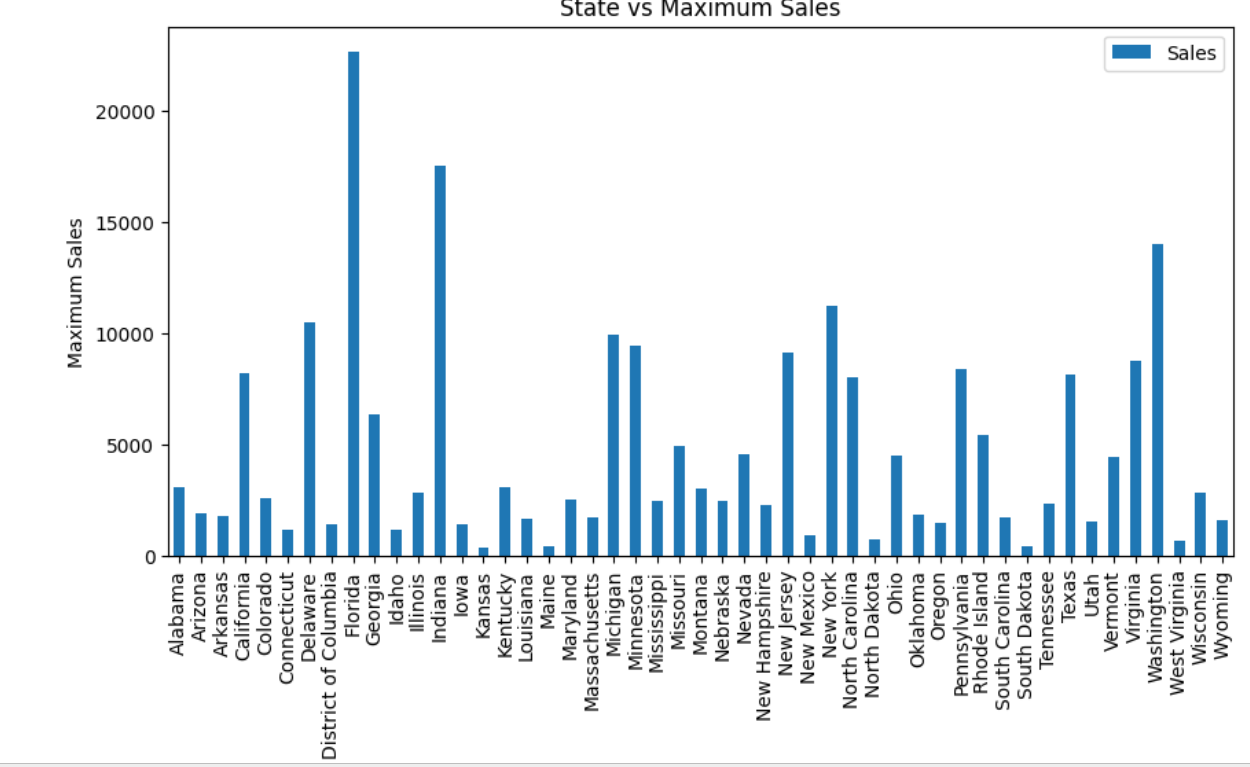 State vs Maximum Sales
Sales
Maximum Sales
20000
15000
10000
5000
0
Alabama
Arizona
Arkansas
California
Colorado
Connecticut
Delaware
District of Columbia
Florida
Georgia
Idaho
Illinois
Indiana
Iowa
Kansas
Kentucky
Louisiana
Maine
Maryland
Massachusetts
Michigan
Minnesota
Mississippi
Missouri
Montana
Nebraska
Nevada
New Hampshire
New Jersey
New Mexico
New York
North Carolina
North Dakota
Ohio
Oklahoma
Oregon
Pennsylvania
Rhode Island
South Carolina
South Dakota
Tennessee
Texas
Utah
Vermont
Virginia
Washington
West Virginia
Wisconsin
Wyoming